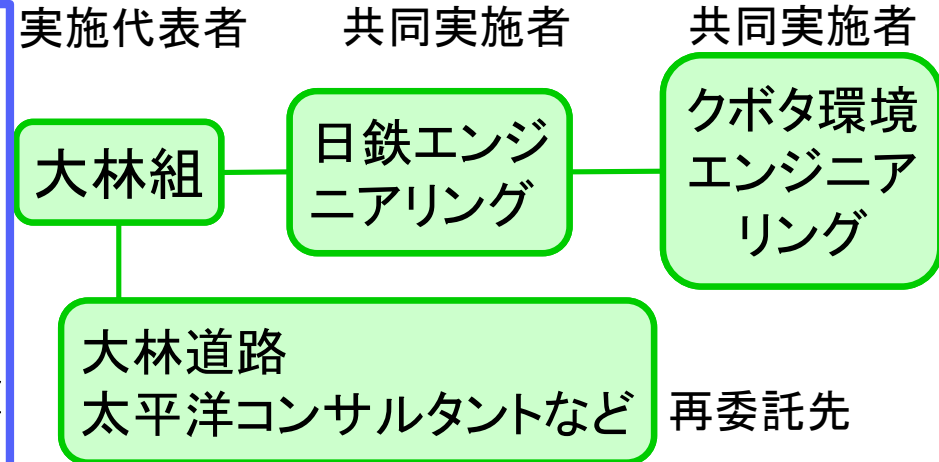 実施代表者
共同実施者
共同実施者
大林組
日鉄エンジ
ニアリング
クボタ環境
エンジニア
リング
大林道路
太平洋コンサルタントなど
再委託先